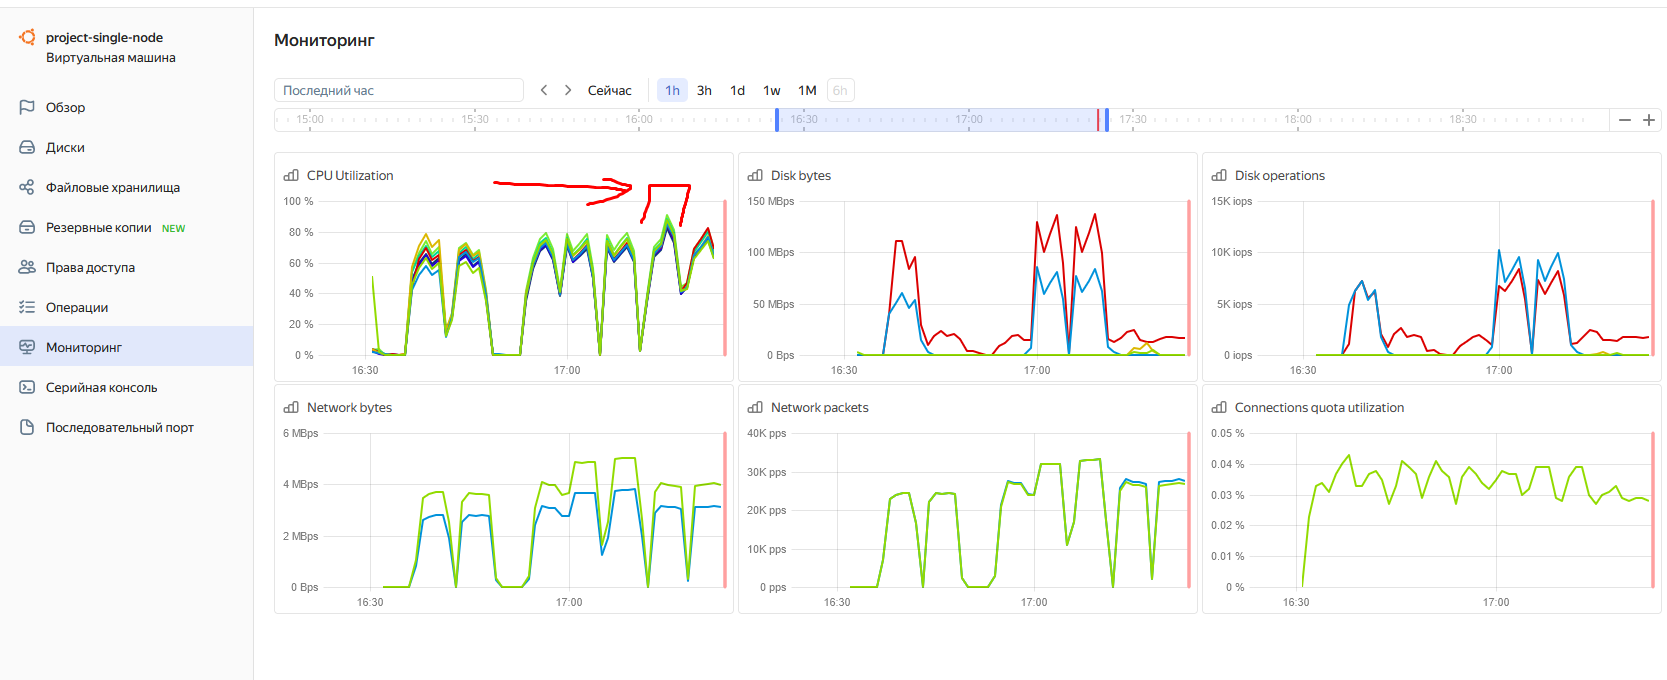 project-single-node
Виртуальная машина
Обзор
Диски
Файловые хранилища
Резервные копии NEW
Права доступа
Операции
Мониторинг
Серийная консоль
Последовательный порт
Мониторинг
Последний час
Сейчас
1h 3h 1d 1w 1M 6h
15:00 15:30 16:00 16:30 17:00 17:30 18:00 18:30
CPU Utilization
100 %
80 %
60 %
40 %
20 %
0 %
16:30 17:00
Disk bytes
150 MBps
100 MBps
50 MBps
0 Bps
16:30 17:00
Disk operations
15K iops
10K iops
5K iops
0 iops
16:30 17:00
Network bytes
6 MBps
4 MBps
2 MBps
0 Bps
16:30 17:00
Network packets
40K pps
30K pps
20K pps
10K pps
0 pps
16:30 17:00
Connections quota utilization
0.05 %
0.04 %
0.03 %
0.02 %
0.01 %
0 %
16:30 17:00